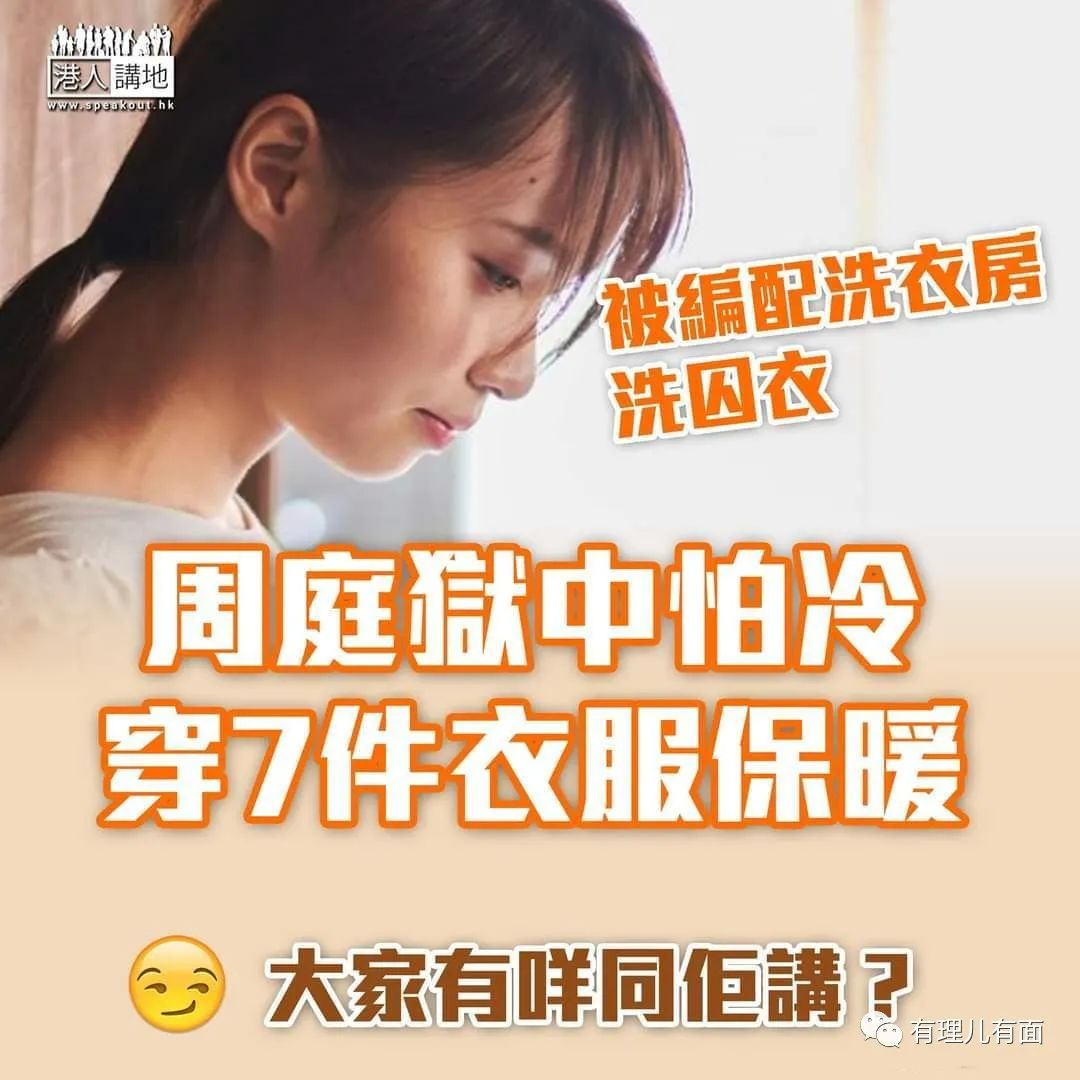 港人講地
www.speakout.hk
被編配洗衣房
洗囚衣
周庭獄中怕冷
穿7件衣服保暖
大家有咩同佢講？
有理儿有面